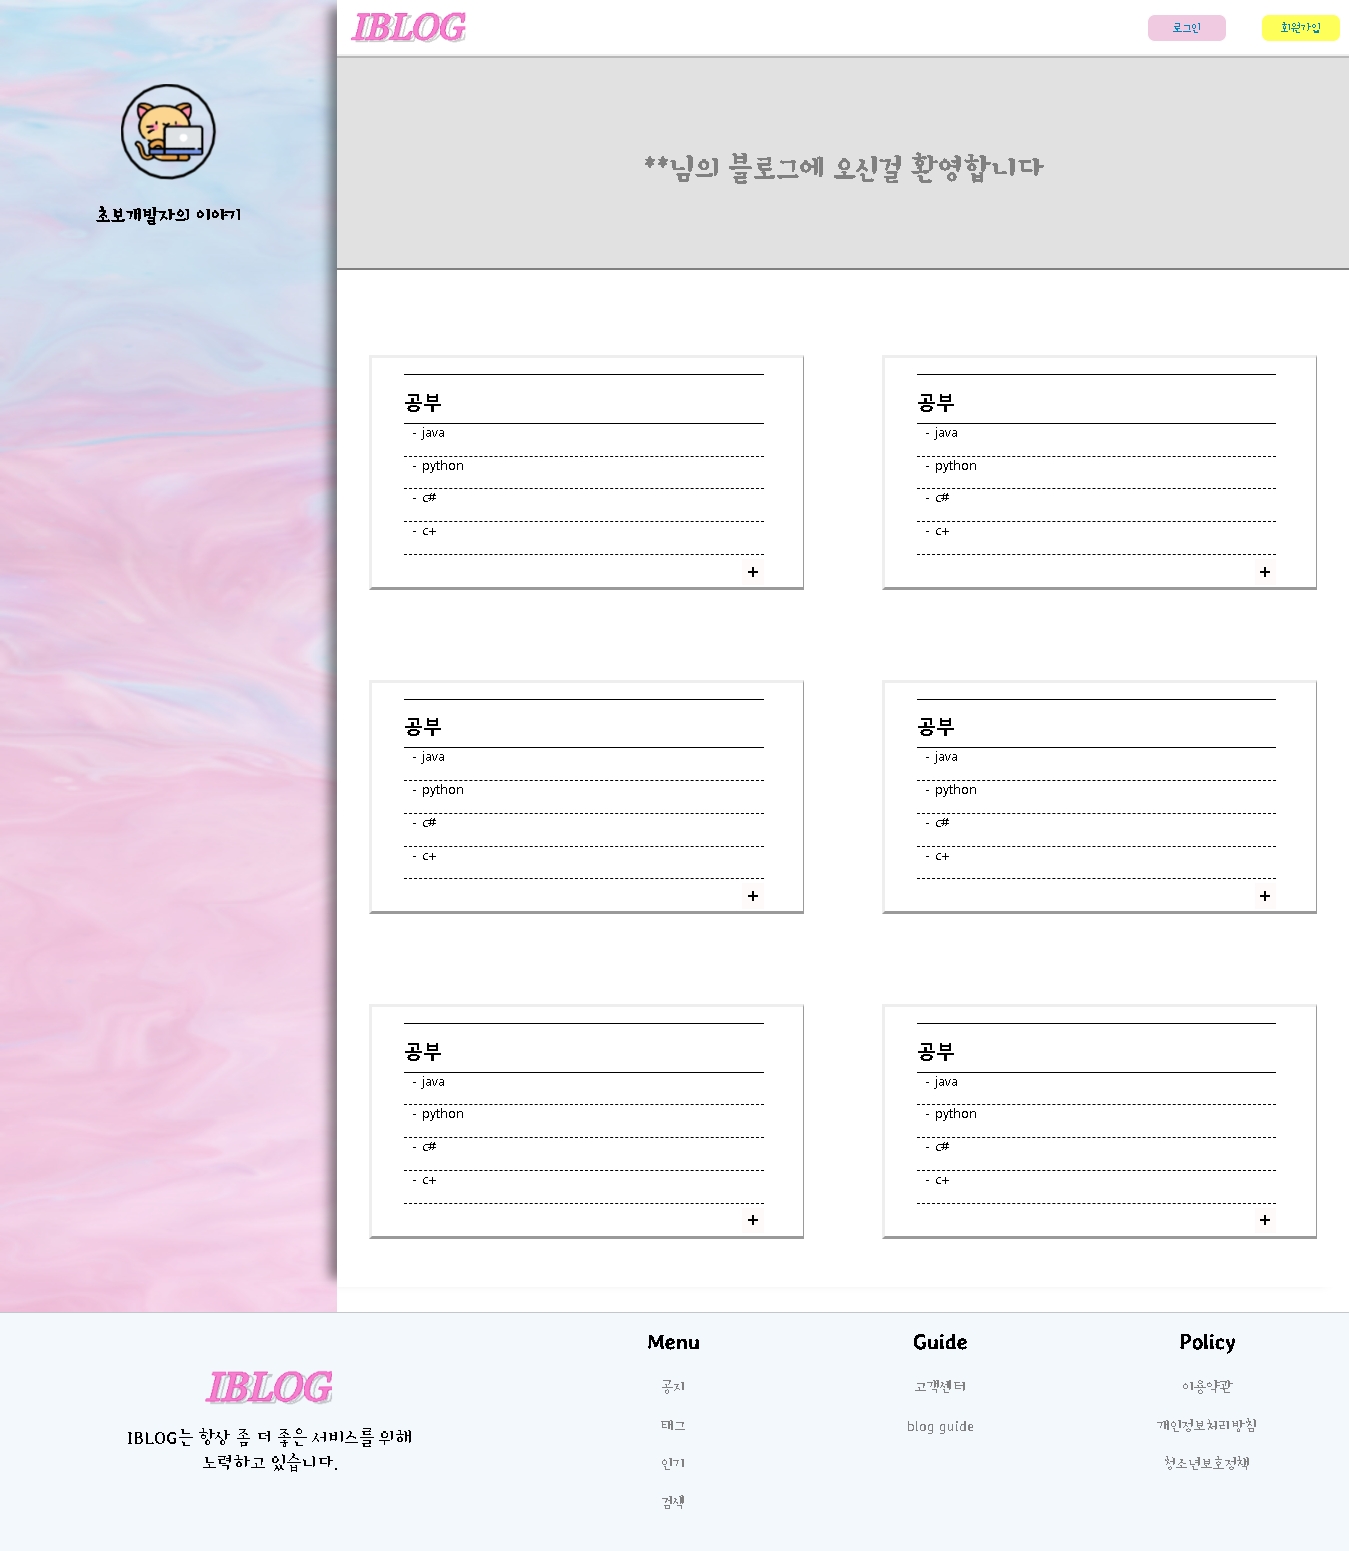 IBLOG
로그인
회원가입
초보개발자의 이야기
**님의 블로그에 오신걸 환영합니다
공부
- java
- python
- c#
- c+
+
공부
- java
- python
- c#
- c+
+
공부
- java
- python
- c#
- c+
+
공부
- java
- python
- c#
- c+
+
공부
- java
- python
- c#
- c+
+
공부
- java
- python
- c#
- c+
+
IBLOG
IBLOG는 항상 좀 더 좋은 서비스를 위해
노력하고 있습니다.
Menu
공지
태그
인기
검색
Guide
고객센터
blog guide
Policy
이용약관
개인정보처리방침
청소년보호정책